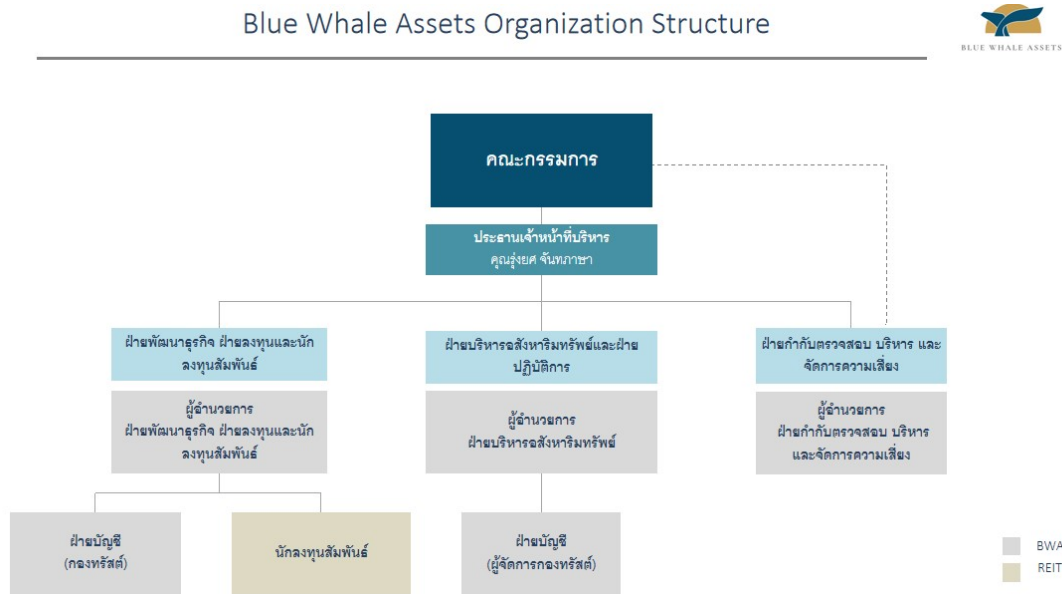 Blue Whale Assets Organization Structure
BLUE WHALE ASSETS
คณะกรรมการ
ประธานเจ้าหน้าที่บริหาร
คุณรุ่งยศ จันทภาษา
ฝ่ายพัฒนาธุรกิจ ฝ่ายลงทุนและนัก
ลงทุนสัมพันธ์
ฝ่ายบริหารอสังหาริมทรัพย์และฝ่าย
ปฏิบัติการ
ฝ่ายกำกับตรวจสอบ บริหาร และ
จัดการความเสี่ยง
ผู้อำนวยการ
ฝ่ายพัฒนาธุรกิจ ฝ่ายลงทุนและนัก
ลงทุนสัมพันธ์
ผู้อำนวยการ
ฝ่ายบริหารอสังหาริมทรัพย์
ผู้อำนวยการ
ฝ่ายกำกับตรวจสอบ บริหาร
และจัดการความเสี่ยง
ฝ่ายบัญชี
(กองทรัสต์)
นักลงทุนสัมพันธ์
ฝ่ายบัญชี
(ผู้จัดการกองทรัสต์)
BWA
REIT